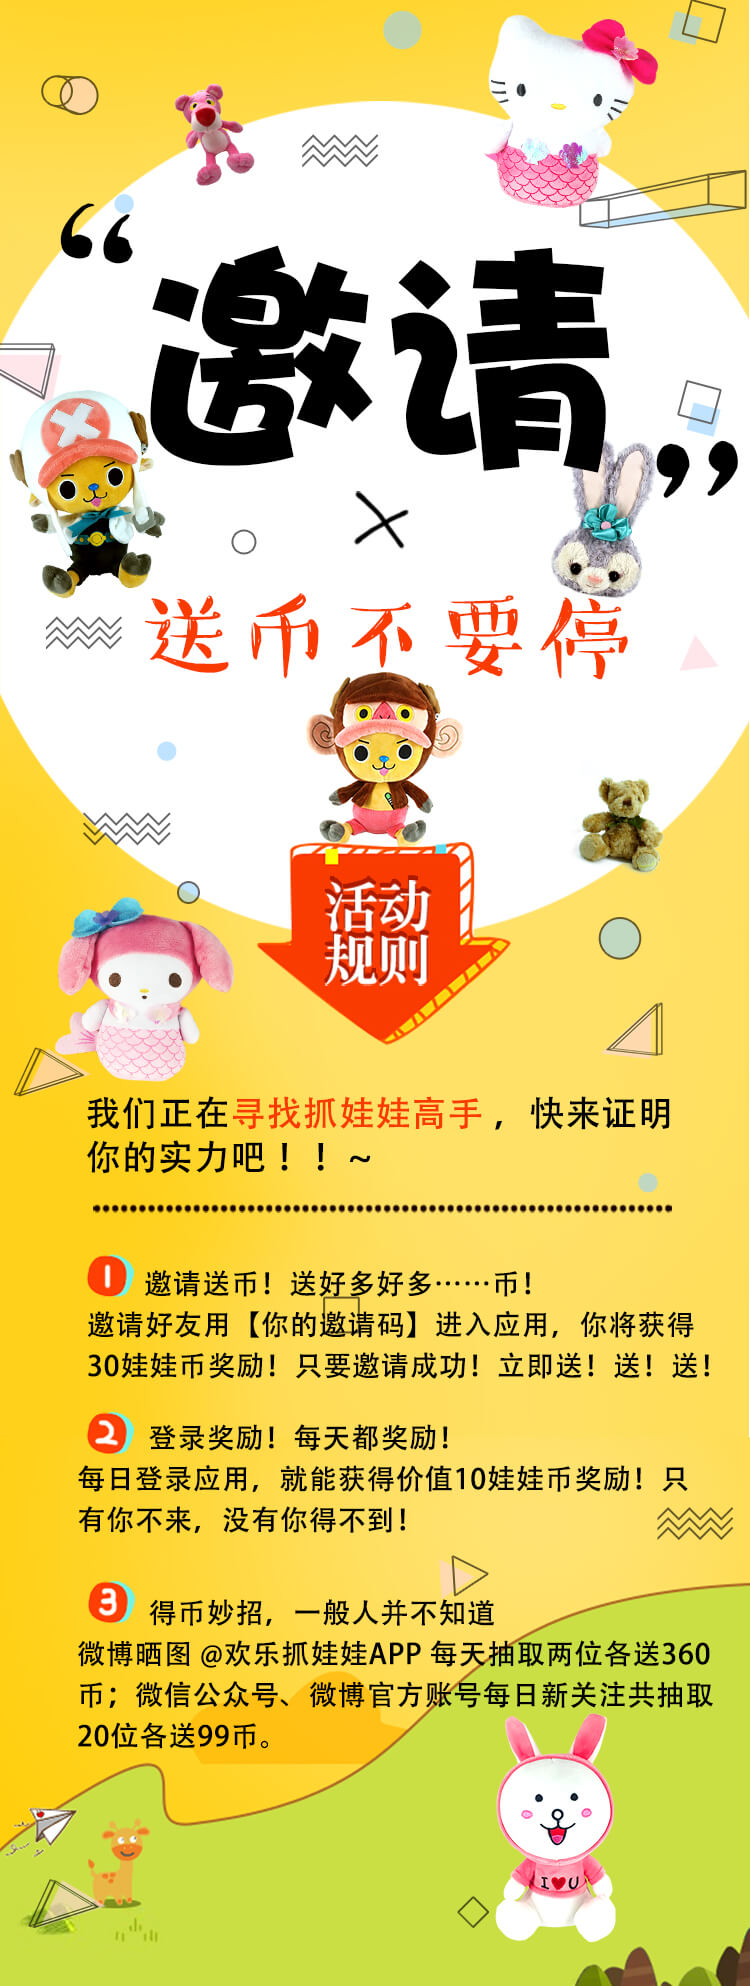 “邀请”
送币不要停
活动
规则
我们正在寻找抓娃娃高手，快来证明
你的实力吧！！~
1 邀请送币！送好多好多……币！
邀请好友用【你的邀请码】进入应用，你将获得
30娃娃币奖励！只要邀请成功！立即送！送！送！
2 登录奖励！每天都奖励！
每日登录应用，就能获得价值10娃娃币奖励！只
有你不来，没有你得不到！
3 得币妙招，一般人并不知道
微博晒图 @欢乐抓娃娃APP 每天抽取两位各送360
币；微信公众号、微博官方账号每日新关注共抽取
20位各送99币。
I❤U